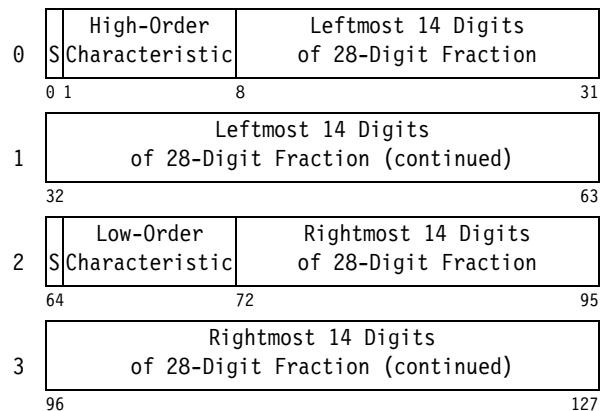 High-Order Leftmost 14 Digits
0 S Characteristic of 28-Digit Fraction
0 1 8 31
Leftmost 14 Digits
1 of 28-Digit Fraction (continued)
32 63
Low-Order Rightmost 14 Digits
2 S Characteristic of 28-Digit Fraction
64 72 95
Rightmost 14 Digits
3 of 28-Digit Fraction (continued)
96 127